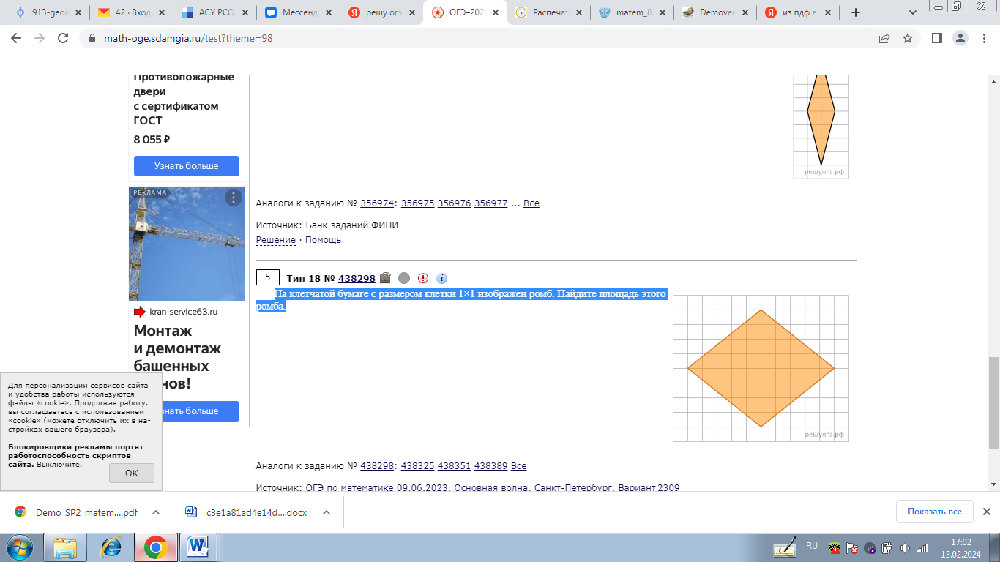 913-geon
42 · Вход
АСУ РСО
Мессенд
решу огэ
ОГЭ–202
Распечат
matem_8
Demover
из пдф в
math-oge.sdamgia.ru/test?theme=98
Противопожарные
двери
с сертификатом
ГОСТ
8 055 ₽
Узнать больше
решуогэ.рф
РЕКЛАМА
kran-service63.ru
Монтаж
и демонтаж
башенных
нов!
нать больше
Аналоги к заданию № 356974: 356975 356976 356977 ... Все
Источник: Банк заданий ФИПИ
Решение · Помощь
5 Тип 18 № 438298
На клетчатой бумаге с размером клетки 1×1 изображен ромб. Найдите площадь этого
ромба.
решуогэ.рф
Аналоги к заданию № 438298: 438325 438351 438389 Все
Источник: ОГЭ по математике 09.06.2023. Основная волна. Санкт-Петербург. Вариант 2309
Для персонализации сервисов сайта
и удобства работы используются
файлы «cookie». Продолжая работу,
вы соглашаетесь с использованием
«cookie» (можете отключить их в на-
стройках вашего браузера).
Блокировщики рекламы портят
работоспособность скриптов
сайта. Выключите.
OK
Demo_SP2_matem....pdf
c3e1a81ad4e14d....docx
Показать все
RU
17:02
13.02.2024